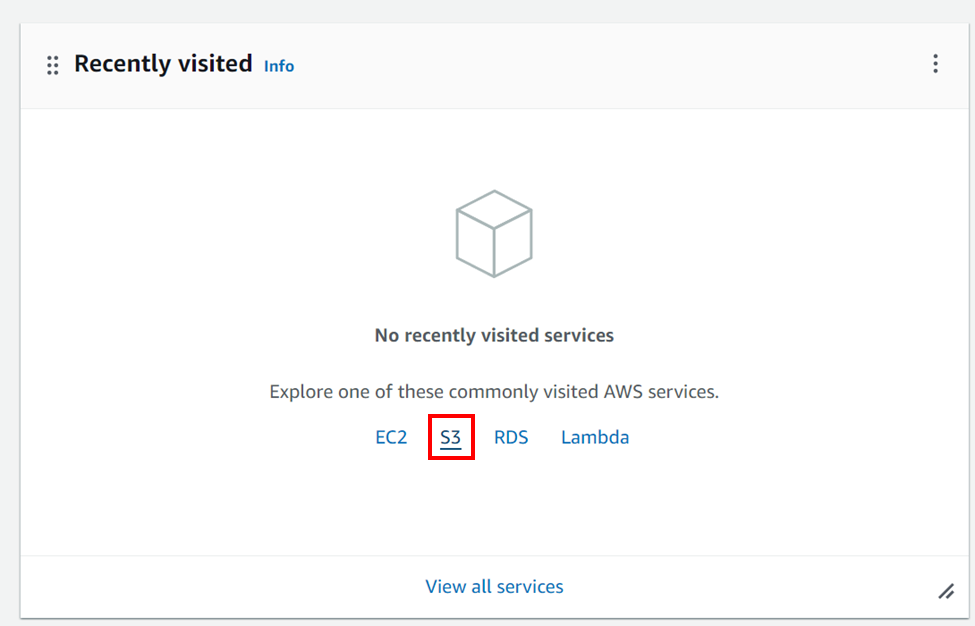 Recently visited Info
No recently visited services
Explore one of these commonly visited AWS services.
EC2 S3 RDS Lambda
View all services